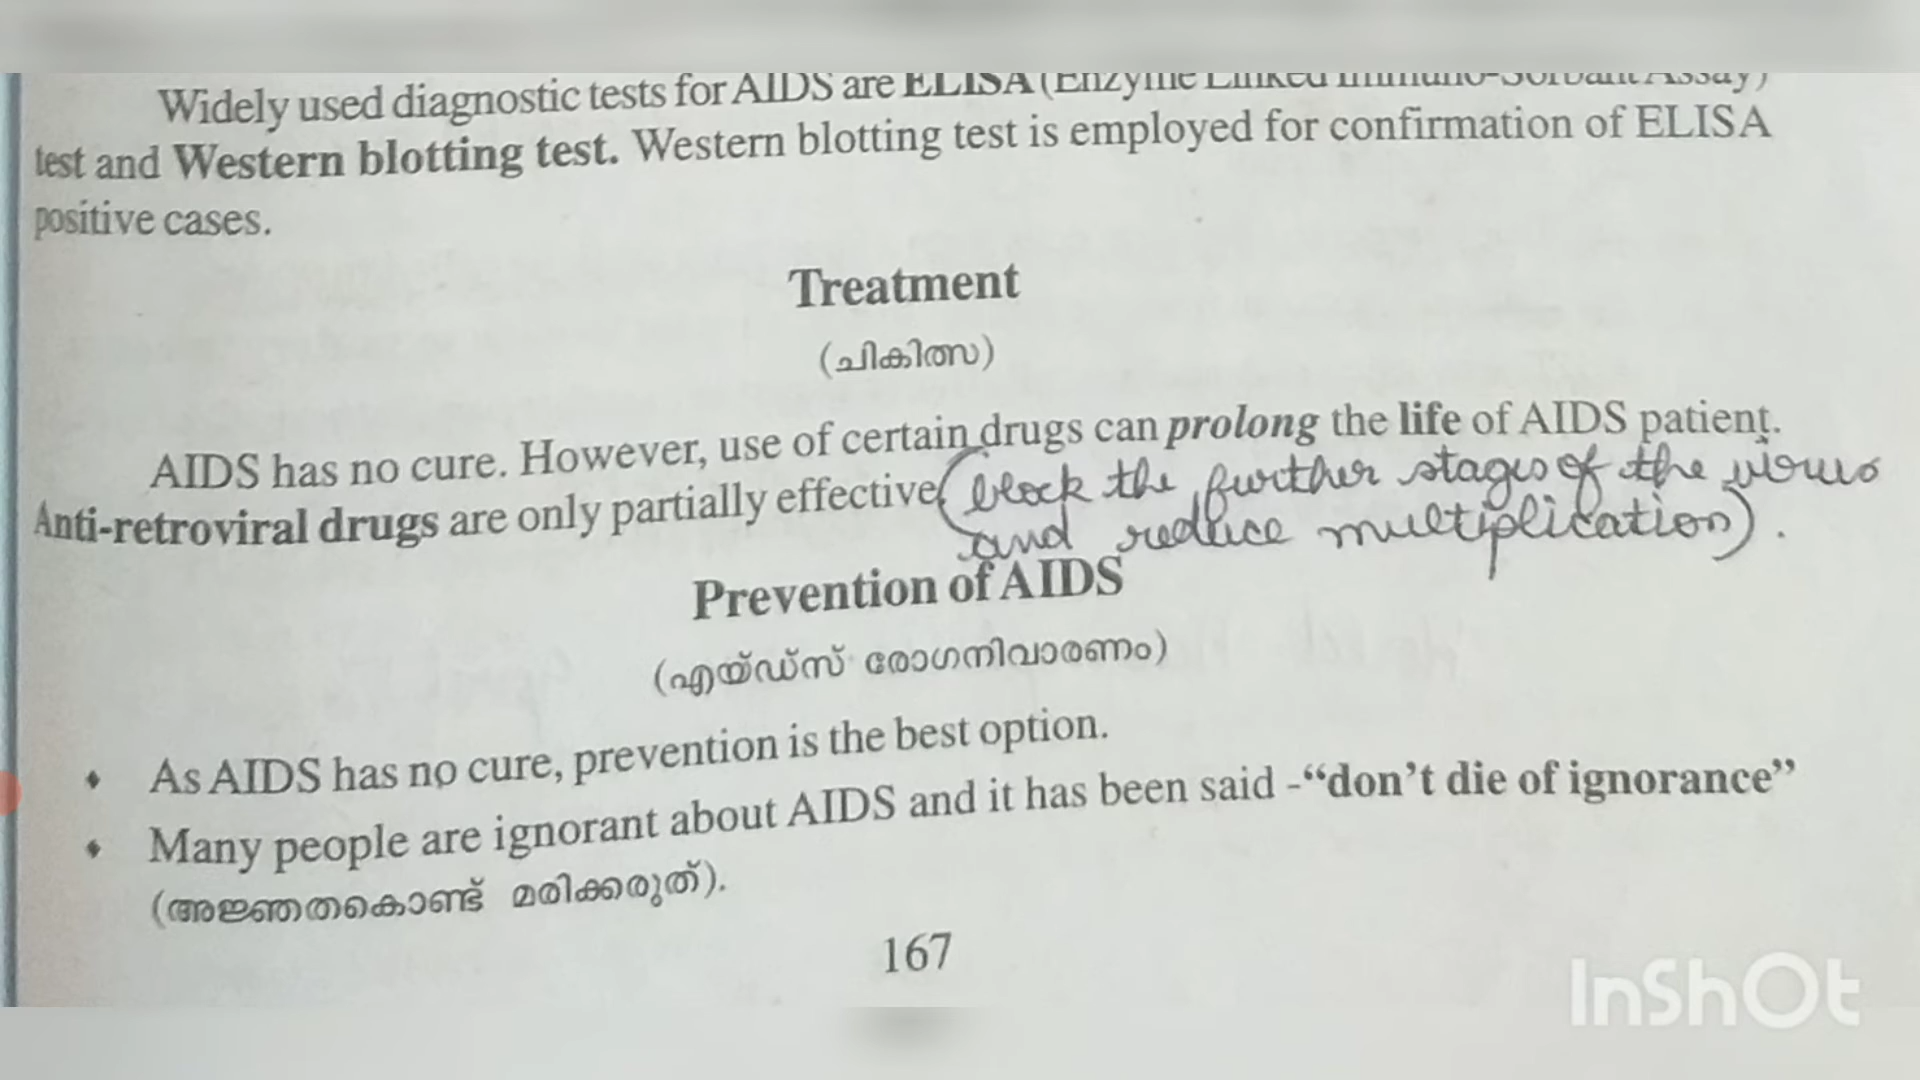 Widely used diagnostic tests for AIDS are ELISA (Enzyme Linked Immuno-Sorbant Assay)
test and Western blotting test. Western blotting test is employed for confirmation of ELISA
positive cases.
Treatment
(ചികിത്സ)
AIDS has no cure. However, use of certain drugs can prolong the life of AIDS patient.
Anti-retroviral drugs are only partially effective (block the further stages of the virus
and reduce multiplication).
Prevention of AIDS
(എയ്ഡ്സ് രോഗനിവാരണം)
♦ As AIDS has no cure, prevention is the best option.
♦ Many people are ignorant about AIDS and it has been said -“don’t die of ignorance”
(അജ്ഞതകൊണ്ട് മരിക്കരുത്).
167
InShOt